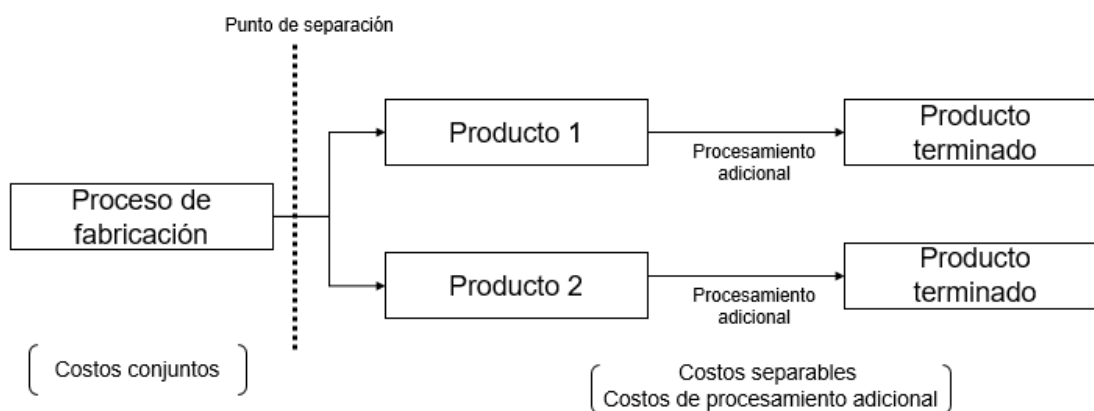 Punto de separación
Producto 1
Procesamiento
adicional
Producto
terminado
Proceso de
fabricación
Producto 2
Procesamiento
adicional
Producto
terminado
Costos conjuntos
Costos separables
Costos de procesamiento adicional